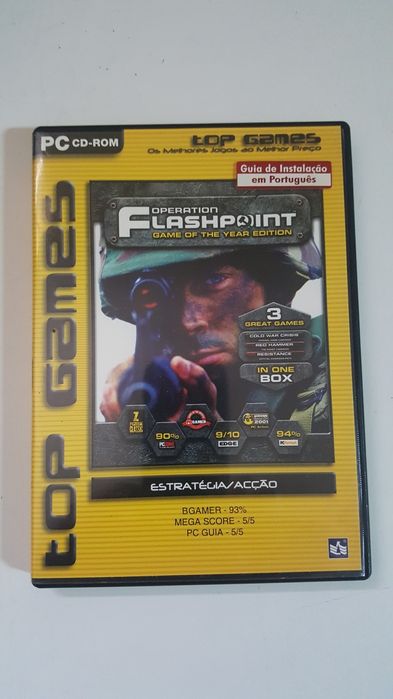 PC CD-ROM
top Games
Os Melhores Jogos ao Melhor Preço
Guia de Instalação
em Português
top Games
OPERATION
FLASHPOINT
GAME OF THE YEAR EDITION
3
GREAT GAMES
COLD WAR CRISIS
RED HAMMER
RESISTANCE
IN ONE
BOX
90%
9/10
EDGE
2001
94%
ESTRATÉGIA/ACÇÃO
BGAMER - 93%
MEGA SCORE - 5/5
PC GUIA - 5/5